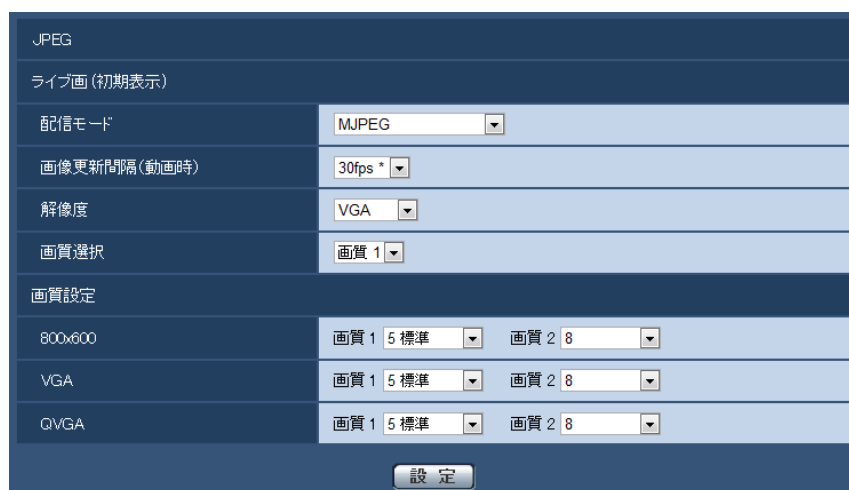 JPEG
ライブ画(初期表示)
配信モード MJPEG
画像更新間隔(動画時) 30fps *
解像度 VGA
画質選択 画質 1
画質設定
800x600 画質 1 5 標準 画質 2 8
VGA 画質 1 5 標準 画質 2 8
QVGA 画質 1 5 標準 画質 2 8
設 定